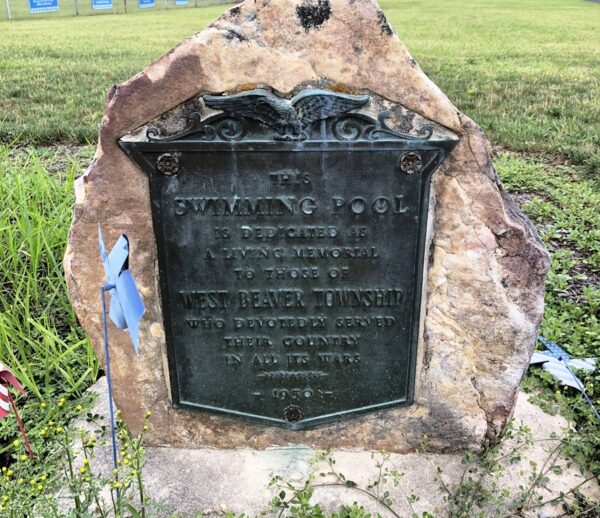 THIS
SWIMMING POOL
IS DEDICATED AS
A LIVING MEMORIAL
TO THOSE OF
WEST BEAVER TOWNSHIP
WHO DEVOTEDLY SERVED
THEIR COUNTRY
IN ALL ITS WARS
- 1950 -